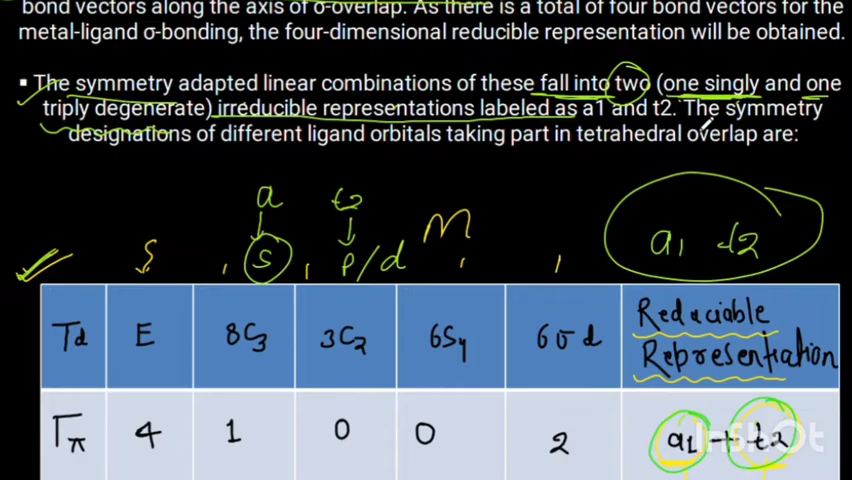 bond vectors along the axis of σ-overlap. As there is a total of four bond vectors for the
metal-ligand σ-bonding, the four-dimensional reducible representation will be obtained.
▪ The symmetry adapted linear combinations of these fall into two (one singly and one
triply degenerate) irreducible representations labeled as a1 and t2. The symmetry
designations of different ligand orbitals taking part in tetrahedral overlap are:
a t2 M
S S P/d a1 t2
Td E 8C3 3C2 6S4 6σd Reduciable
Representiation
Γπ 4 1 0 0 2 a1 + t2
InShOt